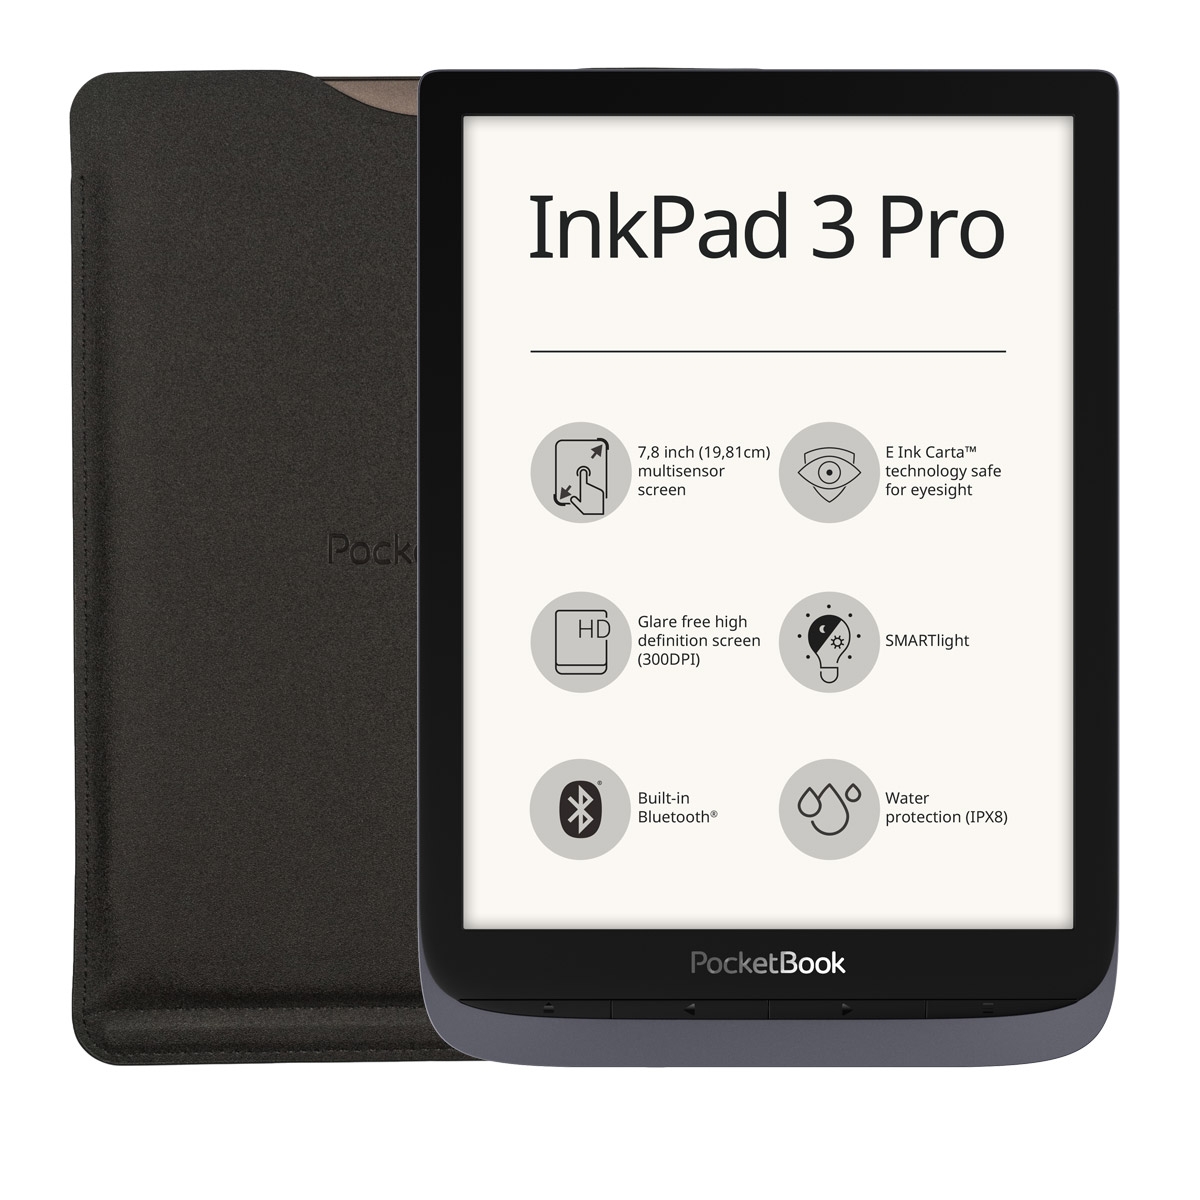 InkPad 3 Pro
7,8 inch (19,81cm)
multisensor
screen
E Ink Carta™
technology safe
for eyesight
HD
Glare free high
definition screen
(300DPI)
SMARTlight
Built-in
Bluetooth®
Water
protection (IPX8)
Pock
PocketBook